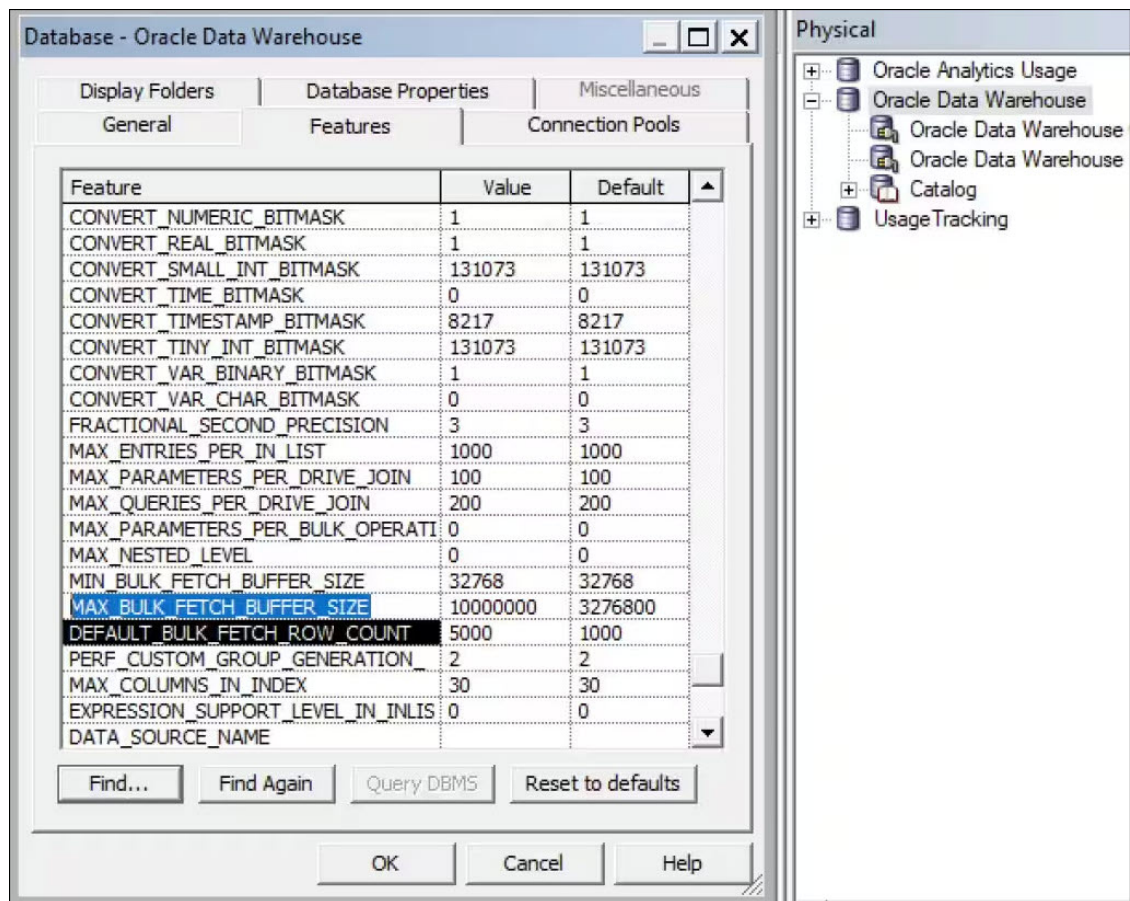 Database - Oracle Data Warehouse
Display Folders Database Properties Miscellaneous
General Features Connection Pools
Feature Value Default
CONVERT_NUMERIC_BITMASK 1 1
CONVERT_REAL_BITMASK 1 1
CONVERT_SMALL_INT_BITMASK 131073 131073
CONVERT_TIME_BITMASK 0 0
CONVERT_TIMESTAMP_BITMASK 8217 8217
CONVERT_TINY_INT_BITMASK 131073 131073
CONVERT_VAR_BINARY_BITMASK 1 1
CONVERT_VAR_CHAR_BITMASK 0 0
FRACTIONAL_SECOND_PRECISION 3 3
MAX_ENTRIES_PER_IN_LIST 1000 1000
MAX_PARAMETERS_PER_DRIVE_JOIN 100 100
MAX_QUERIES_PER_DRIVE_JOIN 200 200
MAX_PARAMETERS_PER_BULK_OPERATI 0 0
MAX_NESTED_LEVEL 0 0
MIN_BULK_FETCH_BUFFER_SIZE 32768 32768
MAX_BULK_FETCH_BUFFER_SIZE 10000000 3276800
DEFAULT_BULK_FETCH_ROW_COUNT 5000 1000
PERF_CUSTOM_GROUP_GENERATION_ 2 2
MAX_COLUMNS_IN_INDEX 30 30
EXPRESSION_SUPPORT_LEVEL_IN_INLIS 0 0
DATA_SOURCE_NAME
Find... Find Again Query DBMS Reset to defaults
OK Cancel Help
Physical
Oracle Analytics Usage
Oracle Data Warehouse
Oracle Data Warehouse
Oracle Data Warehouse
Catalog
UsageTracking